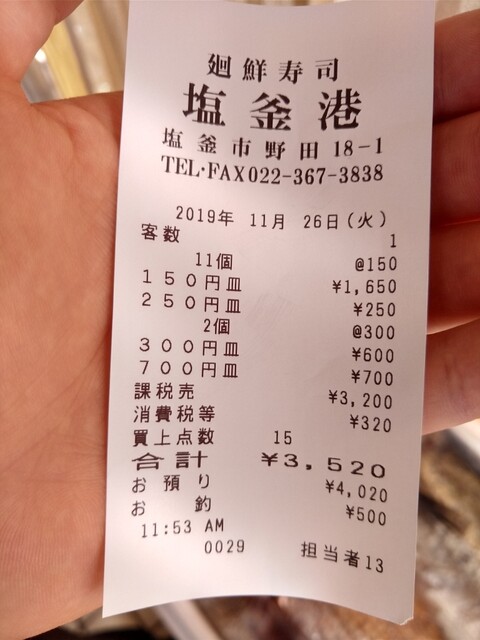 廻鮮寿司
塩釜港
塩釜市野田18-1
TEL・FAX022-367-3838
2019年 11月 26日(火)
客数 1
11個 @150
150円皿 ¥1,650
250円皿 ¥250
2個 @300
300円皿 ¥600
700円皿 ¥700
課税売 ¥3,200
消費税等 ¥320
買上点数 15
合計 ¥3,520
お預り ¥4,020
お釣 ¥500
11:53 AM
0029 担当者13